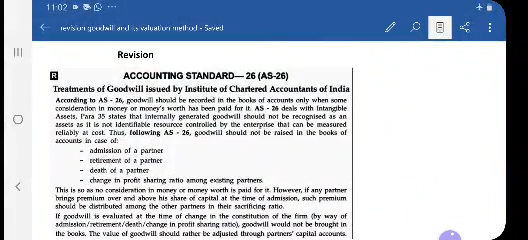 11:02
revision goodwill and its valuation method - Saved
Revision
R ACCOUNTING STANDARD— 26 (AS-26)
Treatments of Goodwill issued by Institute of Chartered Accountants of India
According to AS - 26, goodwill should be recorded in the books of accounts only when some
consideration in money or money's worth has been paid for it. AS - 26 deals with Intangible
Assets, Para 35 states that internally generated goodwill should not be recognised as an
assets as it is not identifiable resource controlled by the enterprise that can be measured
reliably at cost. Thus, following AS - 26, goodwill should not be raised in the books of
accounts in case of:
- admission of a partner
- retirement of a partner
- death of a partner
- change in profit sharing ratio among existing partners.
This is so as no consideration in money or money worth is paid for it. However, if any partner
brings premium over and above his share of capital at the time of admission, such premium
should be distributed among the other partners in their sacrificing ratio.
If goodwill is evaluated at the time of change in the constitution of the firm (by way of
admission/retirement/death/change in profit sharing ratio), goodwill would not be brought in
the books. The value of goodwill should rather be adjusted through partners' capital accounts.